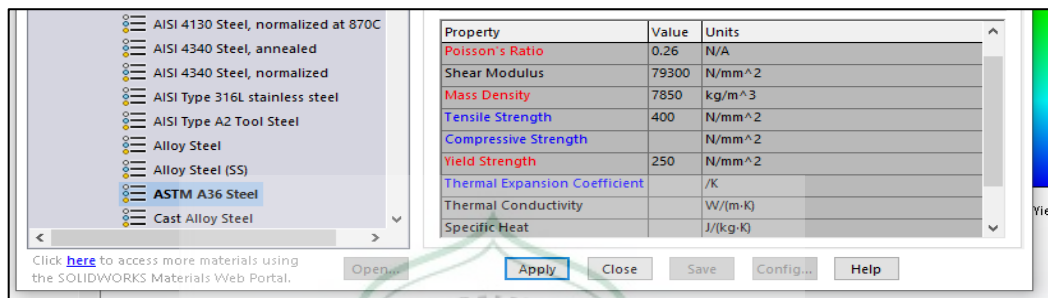 AISI 4130 Steel, normalized at 870C
AISI 4340 Steel, annealed
AISI 4340 Steel, normalized
AISI Type 316L stainless steel
AISI Type A2 Tool Steel
Alloy Steel
Alloy Steel (SS)
ASTM A36 Steel
Cast Alloy Steel
Property Value Units
Poisson's Ratio 0.26 N/A
Shear Modulus 79300 N/mm^2
Mass Density 7850 kg/m^3
Tensile Strength 400 N/mm^2
Compressive Strength N/mm^2
Yield Strength 250 N/mm^2
Thermal Expansion Coefficient /K
Thermal Conductivity W/(m·K)
Specific Heat J/(kg·K)
Click here to access more materials using
the SOLIDWORKS Materials Web Portal.
Open... Apply Close Save Config... Help
Yie